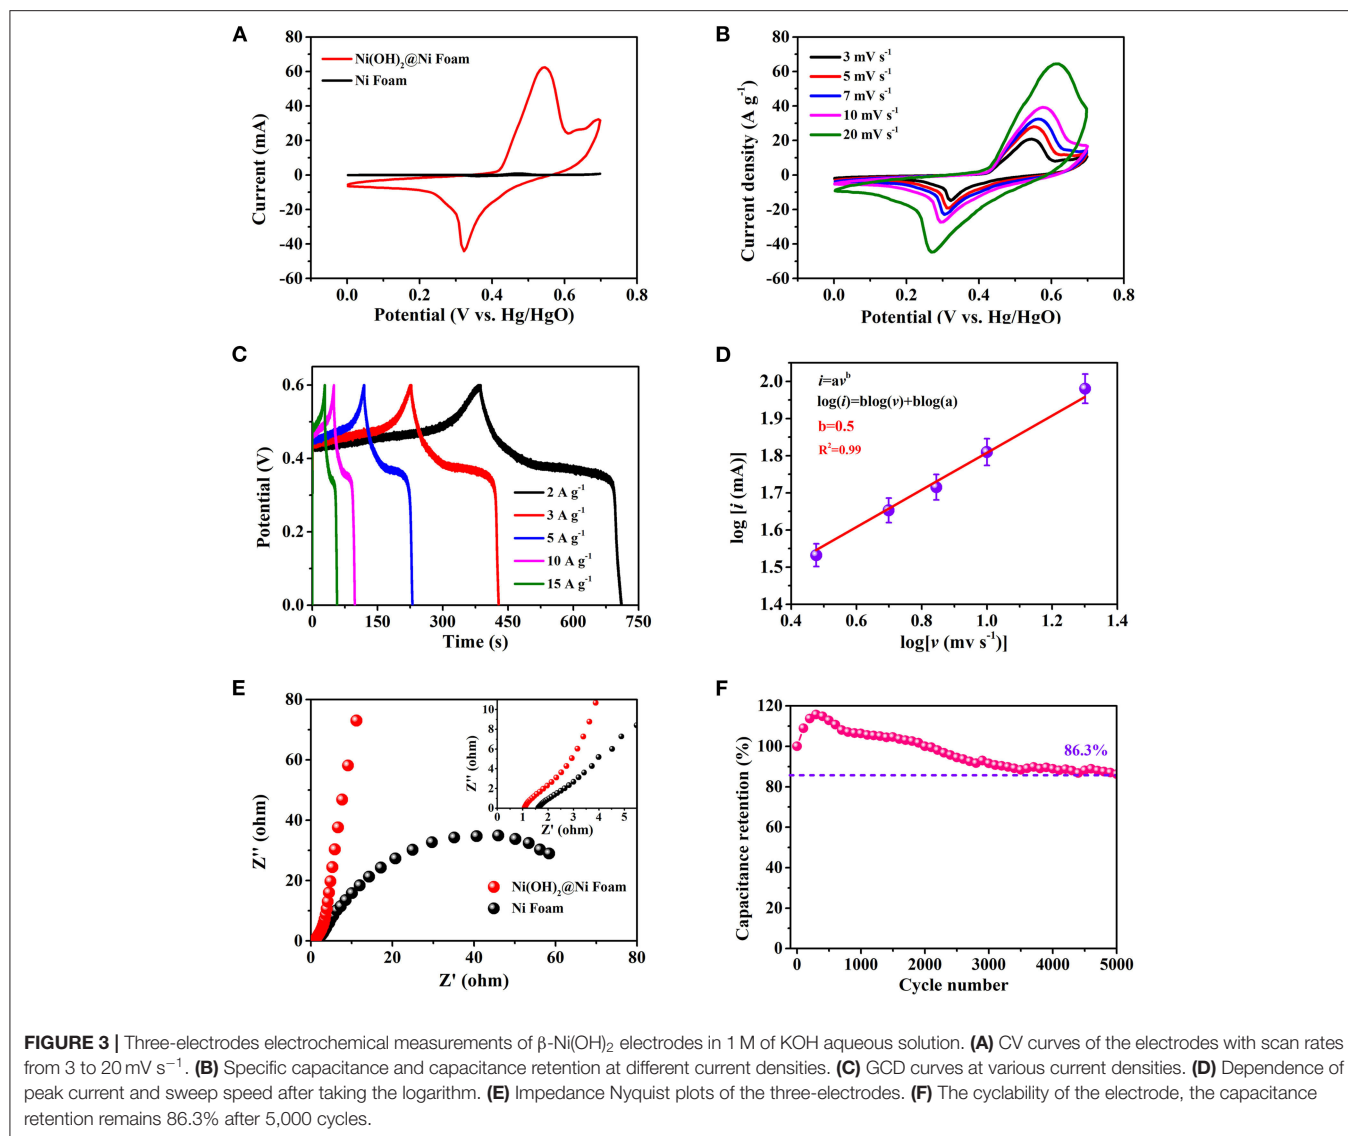 A
80
60
40
20
0
-20
-40
-60
Current (mA)
Ni(OH)₂@Ni Foam
Ni Foam
0.0 0.2 0.4 0.6 0.8
Potential (V vs. Hg/HgO)
B
80
60
40
20
0
-20
-40
-60
Current density (A g⁻¹)
3 mV s⁻¹
5 mV s⁻¹
7 mV s⁻¹
10 mV s⁻¹
20 mV s⁻¹
0.0 0.2 0.4 0.6 0.8
Potential (V vs. Hg/HgO)
C
0.6
0.4
0.2
0.0
Potential (V)
2 A g⁻¹
3 A g⁻¹
5 A g⁻¹
10 A g⁻¹
15 A g⁻¹
0 150 300 450 600 750
Time (s)
D
2.0
1.9
1.8
1.7
1.6
1.5
1.4
log [i (mA)]
i=avᵇ
log(i)=blog(v)+blog(a)
b=0.5
R²=0.99
0.4 0.6 0.8 1.0 1.2 1.4
log[v (mv s⁻¹)]
E
80
60
40
20
0
Z'' (ohm)
10
8
6
4
2
0
Z'' (ohm)
0 1 2 3 4 5
Z' (ohm)
Ni(OH)₂@Ni Foam
Ni Foam
0 20 40 60 80
Z' (ohm)
F
120
100
80
60
40
20
0
Capacitance retention (%)
86.3%
0 1000 2000 3000 4000 5000
Cycle number
FIGURE 3 | Three-electrodes electrochemical measurements of β-Ni(OH)₂ electrodes in 1 M of KOH aqueous solution. (A) CV curves of the electrodes with scan rates
from 3 to 20 mV s⁻¹. (B) Specific capacitance and capacitance retention at different current densities. (C) GCD curves at various current densities. (D) Dependence of
peak current and sweep speed after taking the logarithm. (E) Impedance Nyquist plots of the three-electrodes. (F) The cyclability of the electrode, the capacitance
retention remains 86.3% after 5,000 cycles.